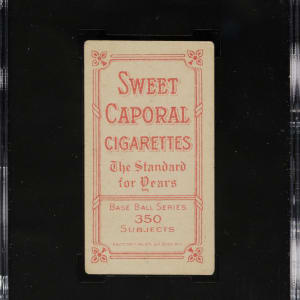 SWEET
CAPORAL
CIGARETTES
The Standard
for Years
BASE BALL SERIES
350
SUBJECTS